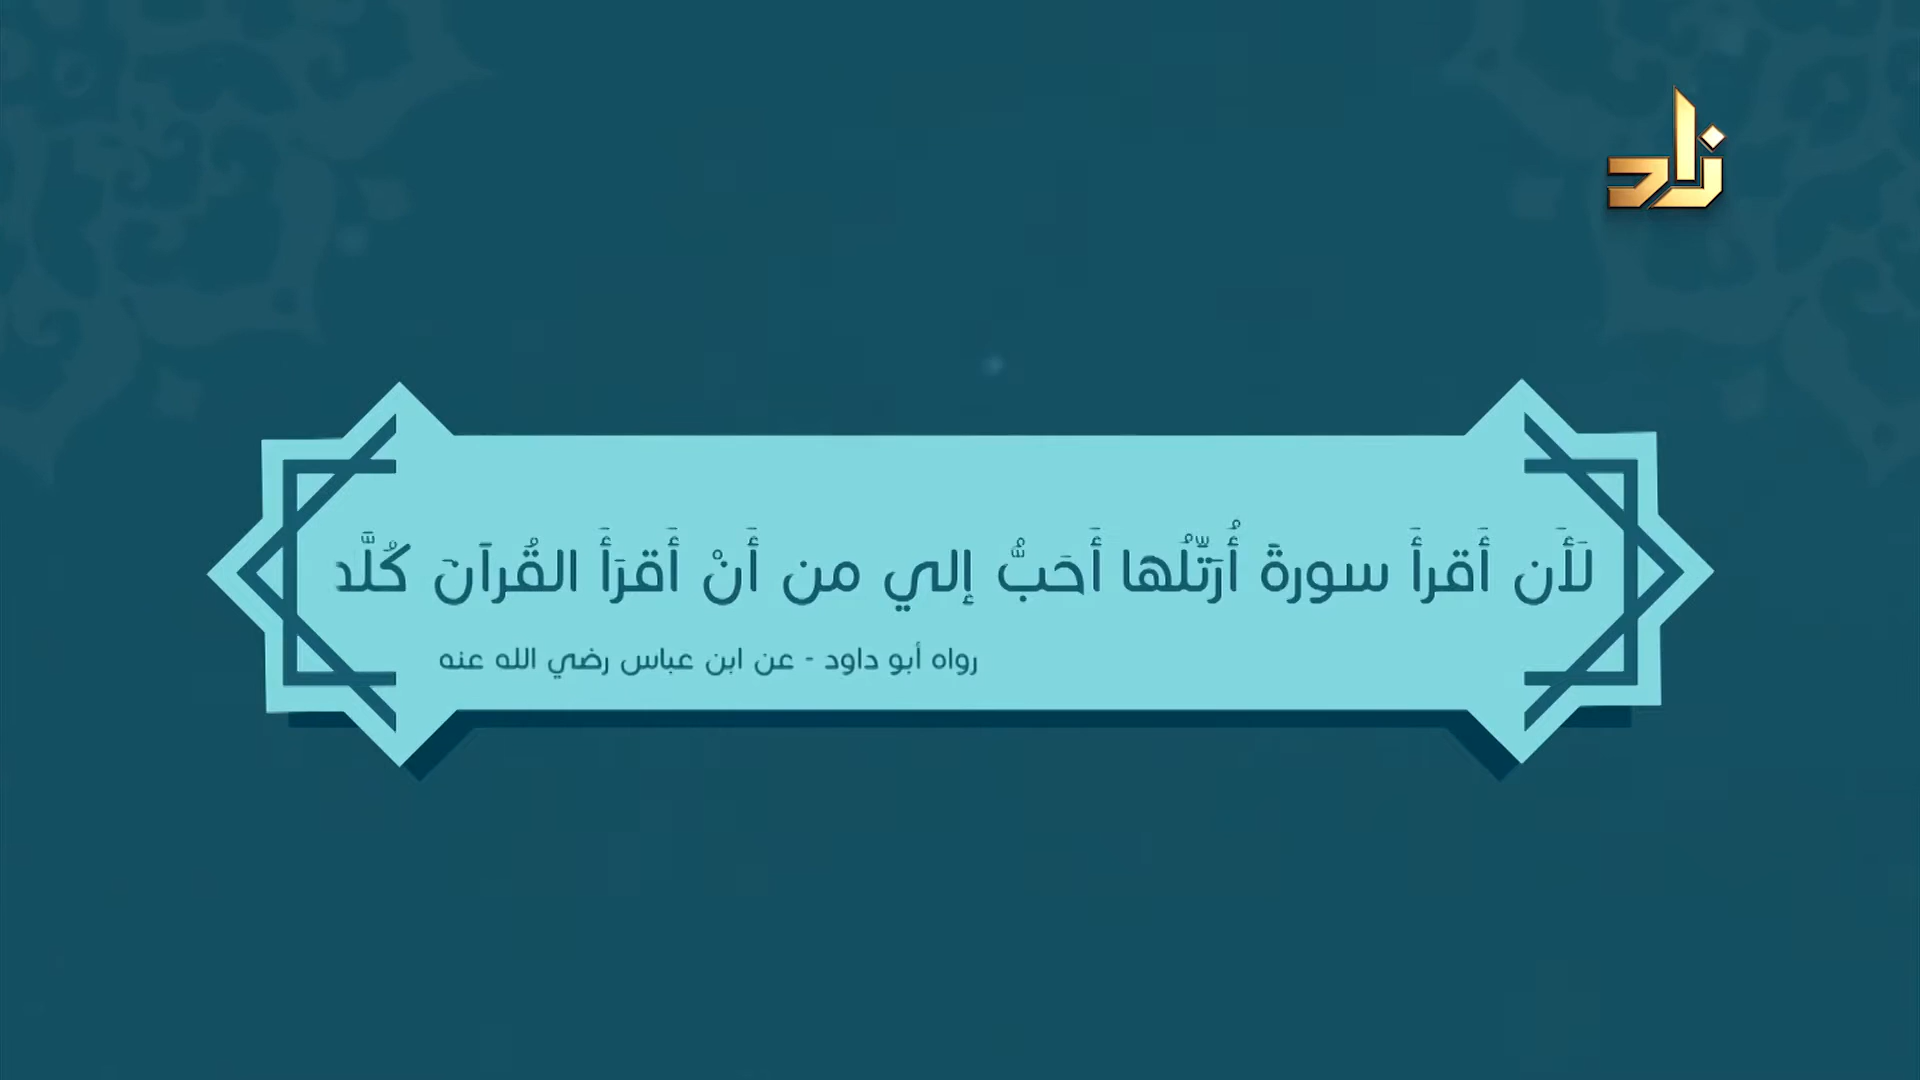 زاد
لَأَن أَقرأَ سورةً أُرَتّلُها أَحَبُّ إلي من أَنْ أَقرَأَ القُرآنَ
رواه أبو داود - عن ابن عباس رضي الله عنه